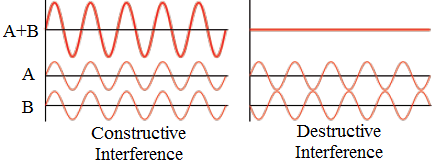 A+B
A
B
Constructive
Interference
Destructive
Interference